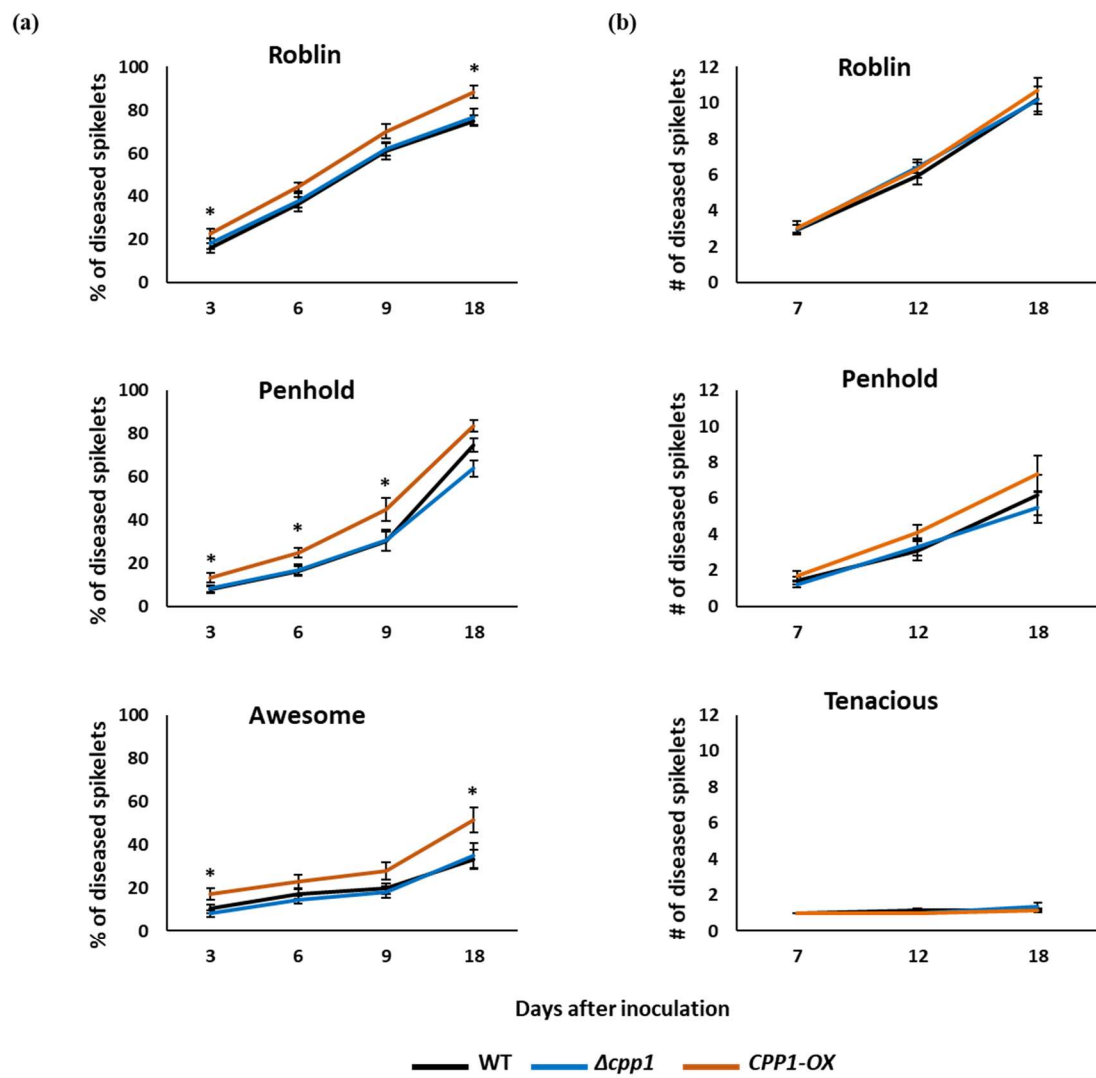 (a)
Roblin
% of diseased spikelets
100
80
60
40
20
0
*
*
3 6 9 18
Penhold
% of diseased spikelets
100
80
60
40
20
0
*
*
*
3 6 9 18
Awesome
% of diseased spikelets
100
80
60
40
20
0
*
*
3 6 9 18
(b)
Roblin
# of diseased spikelets
12
10
8
6
4
2
0
7 12 18
Penhold
# of diseased spikelets
12
10
8
6
4
2
0
7 12 18
Tenacious
# of diseased spikelets
12
10
8
6
4
2
0
7 12 18
Days after inoculation
WT Δcpp1 CPP1-OX